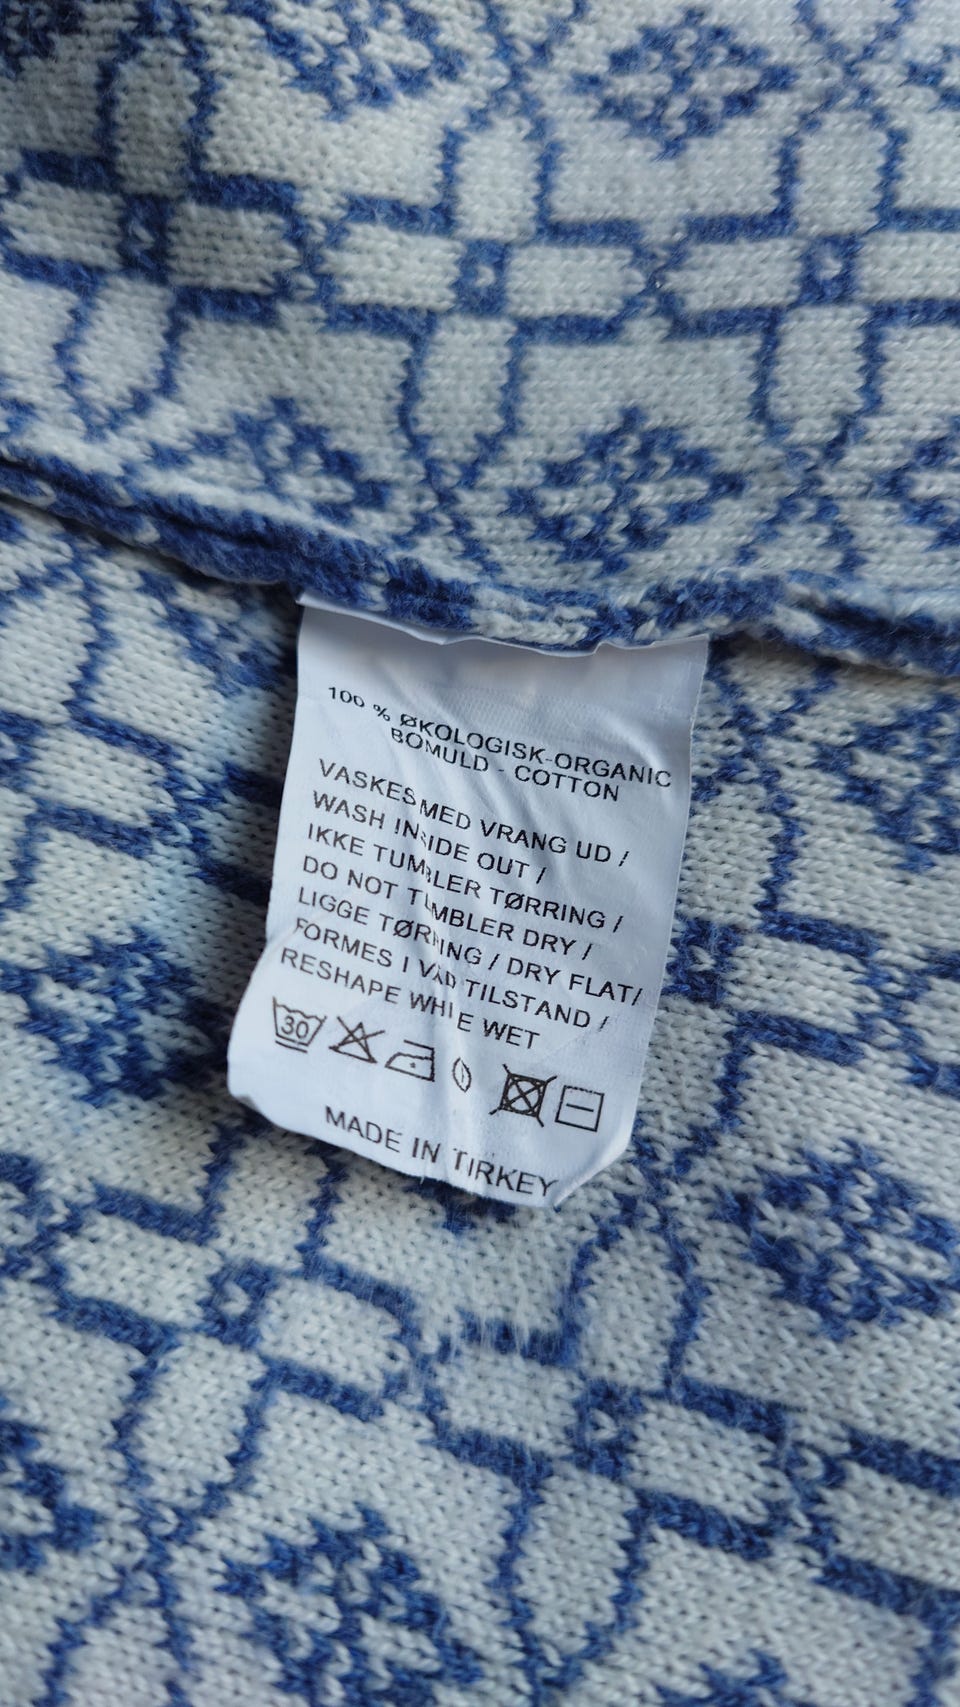 100 % ØKOLOGISK-ORGANIC
BOMULD - COTTON
VASKES MED VRANG UD /
WASH INSIDE OUT /
IKKE TUMBLER TØRRING /
DO NOT TUMBLER DRY /
LIGGE TØRRING / DRY FLAT/
FORMES I VÅD TILSTAND /
RESHAPE WHILE WET
30
MADE IN TIRKEY